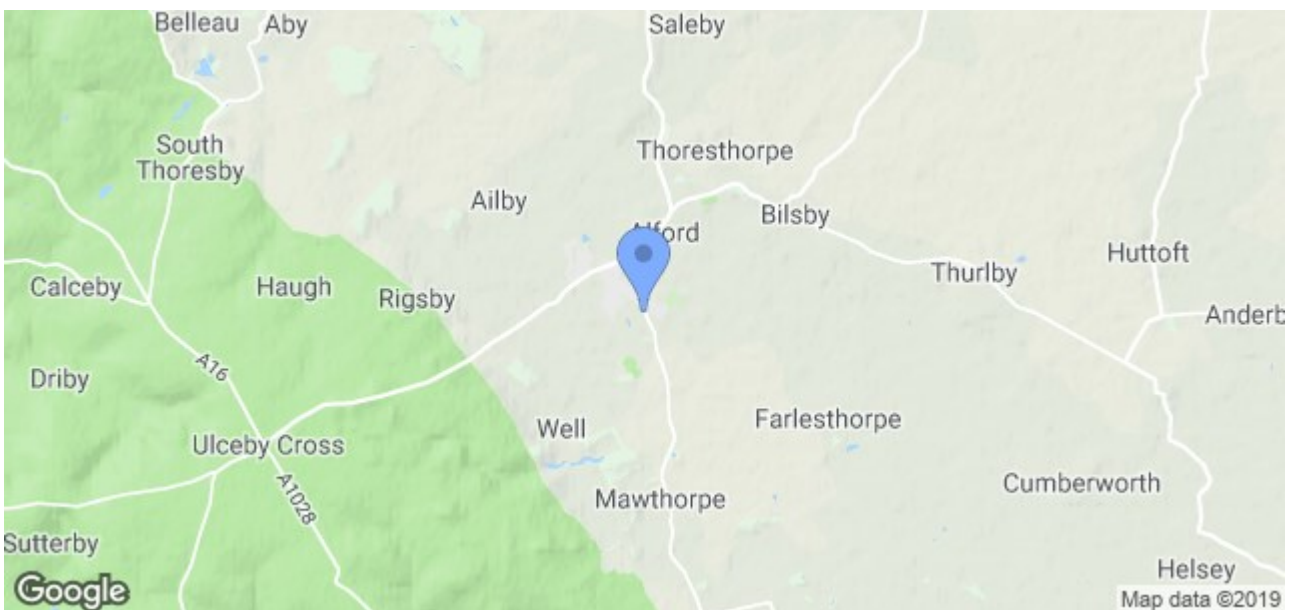 Belleau
Aby
Saleby
South
Thoresby
Thoresthorpe
Ailby
Bilsby
Alford
Huttoft
Thurlby
Calceby
Haugh
Rigsby
Anderb
A16
Driby
Well
Farlesthorpe
Ulceby Cross
A1028
Mawthorpe
Cumberworth
Sutterby
Helsey
Google
Map data ©2019